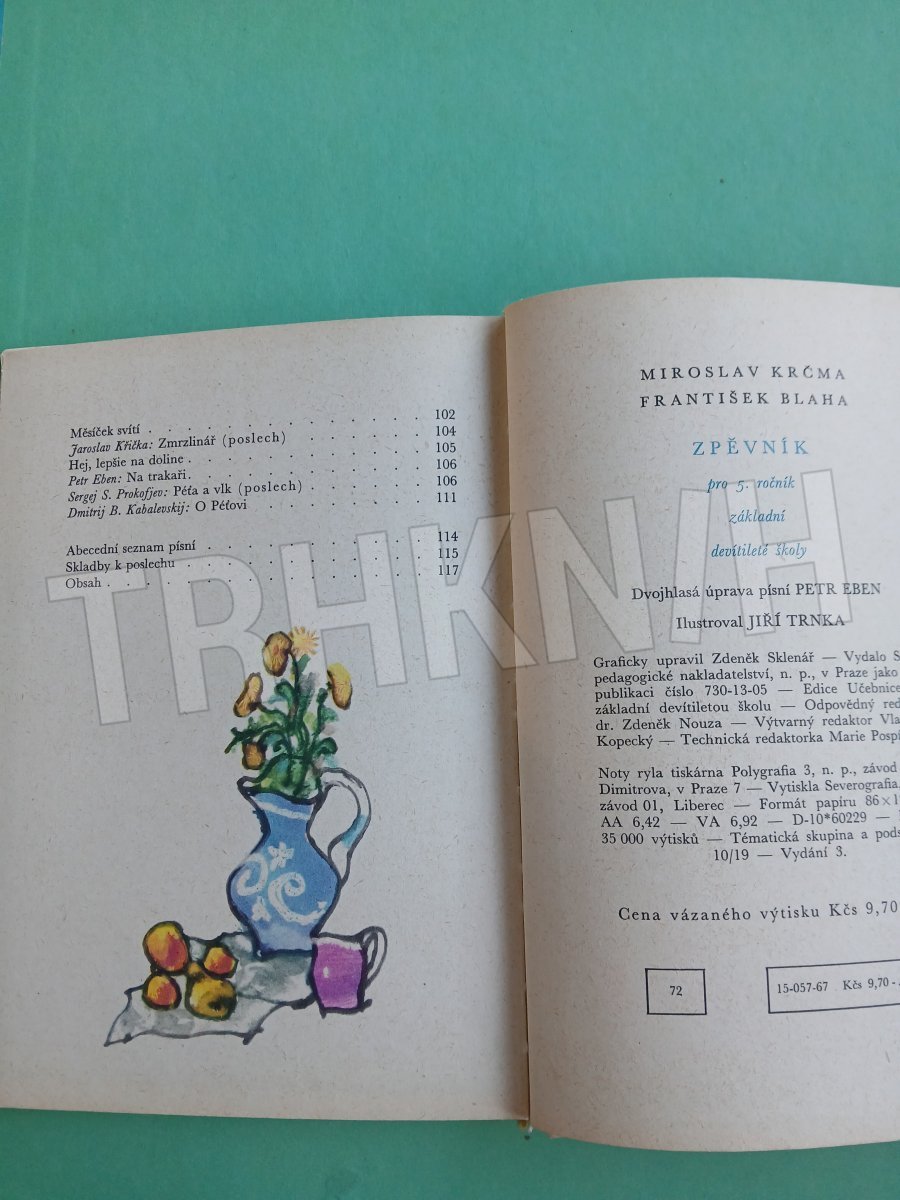 Měsíček svítí . . . . . . . . . . . . . . . . 102
Jaroslav Křička: Zmrzlinář (poslech) . . . . . . . 104
Hej, lepšie na doline . . . . . . . . . . . . . . 105
Petr Eben: Na trakaři . . . . . . . . . . . . . . 106
Sergej S. Prokofjev: Péťa a vlk (poslech) . . . . . . 106
Dmitrij B. Kabalevskij: O Péťovi . . . . . . . . . . 111
Abecední seznam písní . . . . . . . . . . . . . 114
Skladby k poslechu . . . . . . . . . . . . . . 115
Obsah . . . . . . . . . . . . . . . . . . . 117
MIROSLAV KRČMA
FRANTIŠEK BLAHA
ZPĚVNÍK
pro 5. ročník
základní
devítileté školy
Dvojhlasá úprava písní PETR EBEN
Ilustroval JIŘÍ TRNKA
Graficky upravil Zdeněk Sklenář — Vydalo S
pedagogické nakladatelství, n. p., v Praze jako
publikaci číslo 730-13-05 — Edice Učebnice
základní devítiletou školu — Odpovědný red
dr. Zdeněk Nouza — Výtvarný redaktor Vla
Kopecký — Technická redaktorka Marie Pospí
Noty ryla tiskárna Polygrafia 3, n. p., závod
Dimitrova, v Praze 7 — Vytiskla Severografia,
závod 01, Liberec — Formát papíru 86×1
AA 6,42 — VA 6,92 — D-10*60229 —
35 000 výtisků — Tématická skupina a pods
10/19 — Vydání 3.
Cena vázaného výtisku Kčs 9,70
72
15-057-67 Kčs 9,70-
TRHKNIH